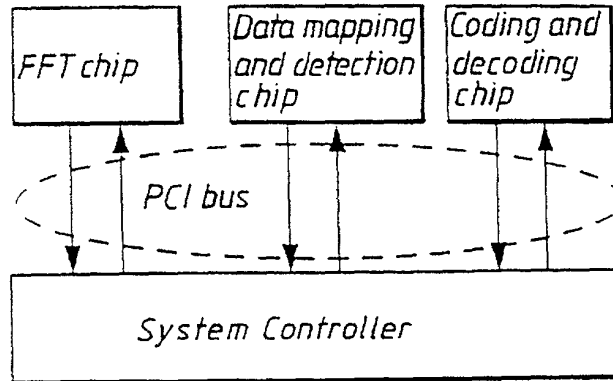 FFT chip
Data mapping
and detection
chip
Coding and
decoding
chip
PCI bus
System Controller